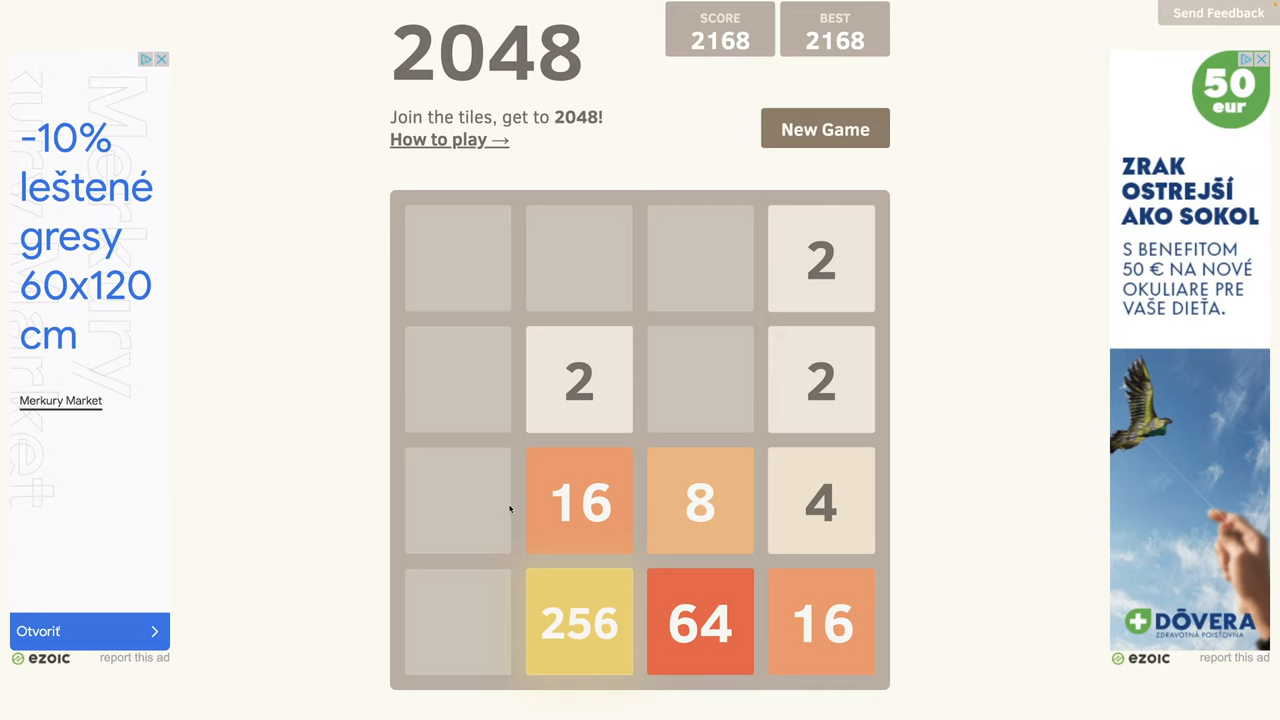 2048
SCORE
2168
BEST
2168
Send Feedback
Join the tiles, get to 2048!
How to play →
New Game
2
2
2
16
8
4
256
64
16
-10%
leštené
gresy
60x120
cm
Merkury Market
Otvoriť
ezoic
report this ad
50
eur
ZRAK
OSTREJŠÍ
AKO SOKOL
S BENEFITOM
50 € NA NOVÉ
OKULIARE PRE
VAŠE DIEŤA.
DÔVERA
ZDRAVOTNÁ POISŤOVŇA
ezoic
report this ad